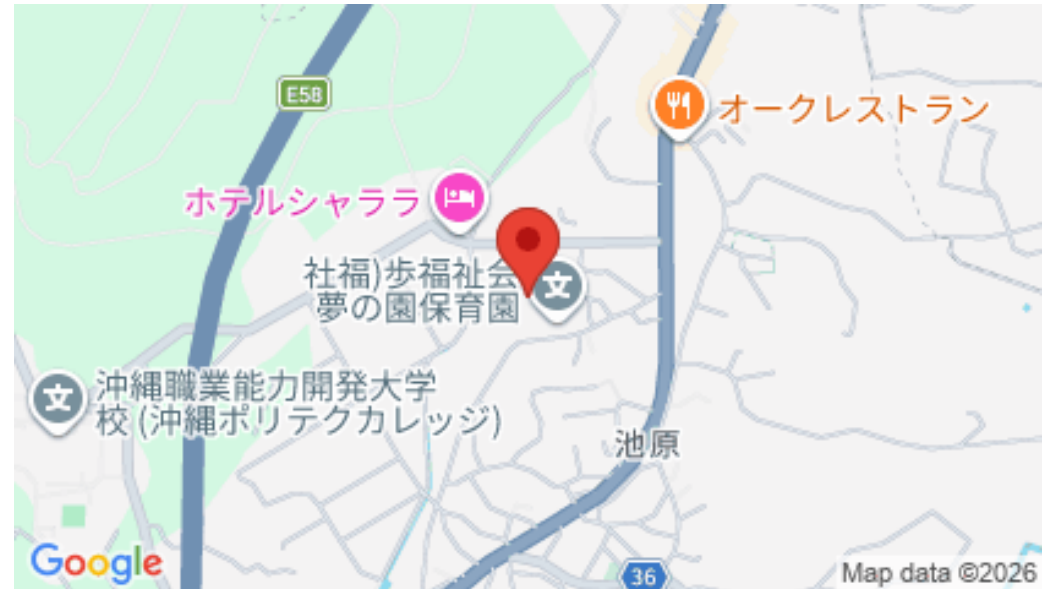 E58
オークレストラン
ホテルシャララ
社福)歩福祉会
夢の園保育園
文
沖縄職業能力開発大学
校 (沖縄ポリテクカレッジ)
文
池原
36
Google
Map data ©2026